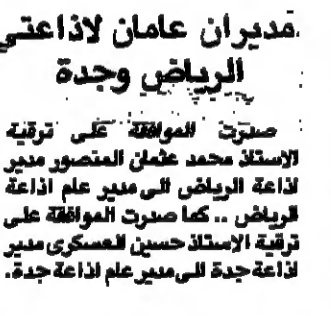 مديران عامان لاذاعتي
الرياض وجدة
صدرت الموافقة على ترقية
الاستاذ محمد عثمان المنصور مدير
اذاعة الرياض الى مدير عام اذاعة
الرياض .. كما صدرت الموافقة على
ترقية الاستاذ حسين العسكرى مدير
اذاعة جدة الى مدير عام اذاعة جدة.